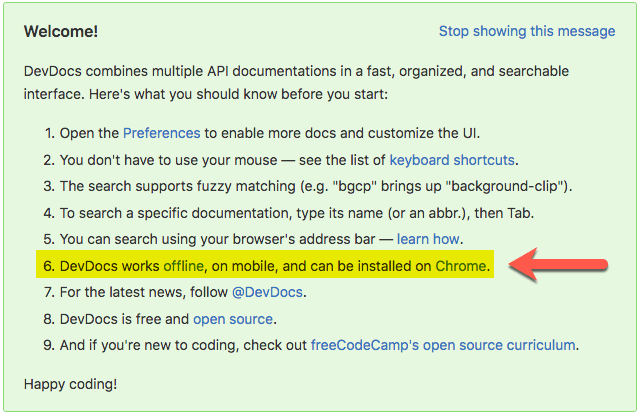 Welcome!
Stop showing this message
DevDocs combines multiple API documentations in a fast, organized, and searchable
interface. Here's what you should know before you start:
1. Open the Preferences to enable more docs and customize the UI.
2. You don't have to use your mouse — see the list of keyboard shortcuts.
3. The search supports fuzzy matching (e.g. "bgcp" brings up "background-clip").
4. To search a specific documentation, type its name (or an abbr.), then Tab.
5. You can search using your browser's address bar — learn how.
6. DevDocs works offline, on mobile, and can be installed on Chrome.
7. For the latest news, follow @DevDocs.
8. DevDocs is free and open source.
9. And if you're new to coding, check out freeCodeCamp's open source curriculum.
Happy coding!